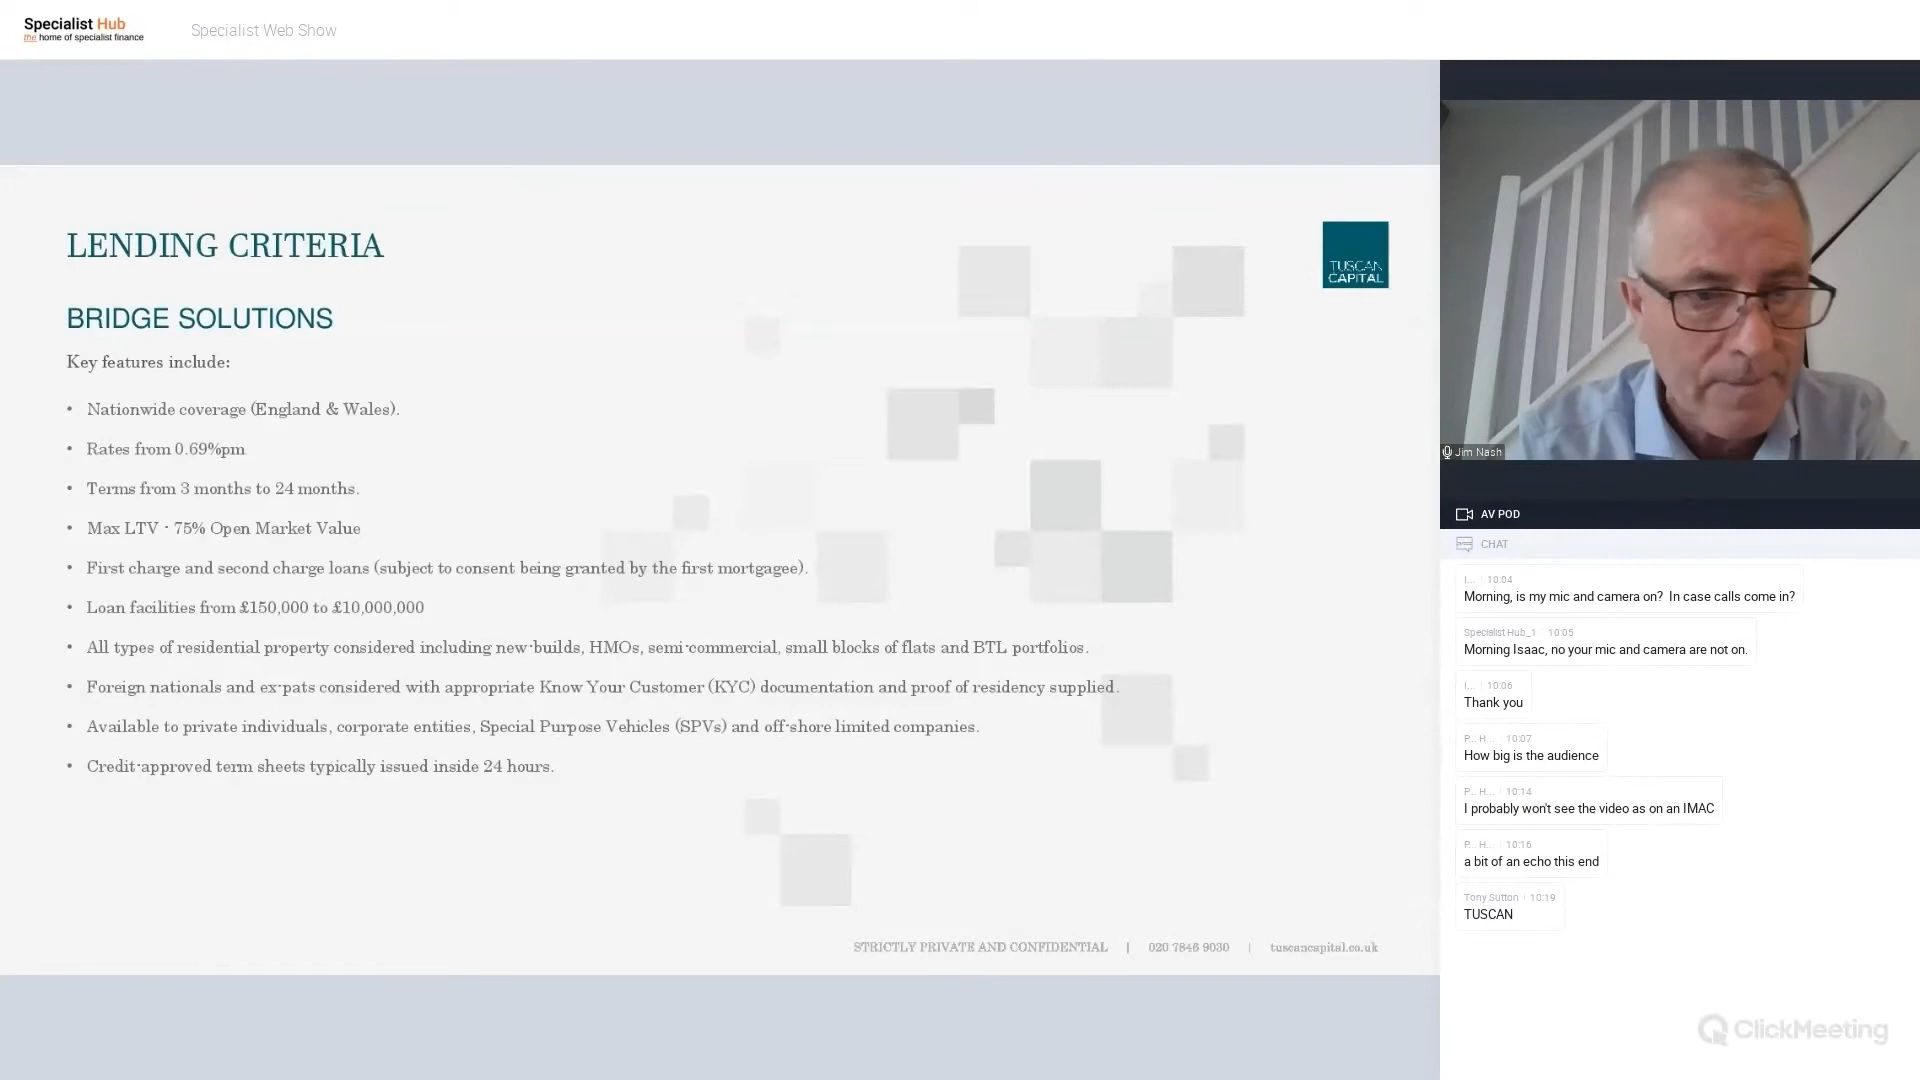 Specialist Hub
the home of specialist finance
Specialist Web Show
LENDING CRITERIA
TUSCAN
CAPITAL
BRIDGE SOLUTIONS
Key features include:
• Nationwide coverage (England & Wales).
• Rates from 0.69%pm
• Terms from 3 months to 24 months.
• Max LTV - 75% Open Market Value
• First charge and second charge loans (subject to consent being granted by the first mortgagee).
• Loan facilities from £150,000 to £10,000,000
• All types of residential property considered including new-builds, HMOs, semi-commercial, small blocks of flats and BTL portfolios.
• Foreign nationals and ex-pats considered with appropriate Know Your Customer (KYC) documentation and proof of residency supplied.
• Available to private individuals, corporate entities, Special Purpose Vehicles (SPVs) and off-shore limited companies.
• Credit-approved term sheets typically issued inside 24 hours.
STRICTLY PRIVATE AND CONFIDENTIAL | 020 7846 9030 | tuscancapital.co.uk
Jim Nash
AV POD
CHAT
I... 10:04
Morning, is my mic and camera on? In case calls come in?
Specialist Hub_1 10:05
Morning Isaac, no your mic and camera are not on.
I... 10:06
Thank you
P... H... 10:07
How big is the audience
P... H... 10:14
I probably won't see the video as on an IMAC
P... H... 10:16
a bit of an echo this end
Tony Sutton 10:19
TUSCAN
ClickMeeting